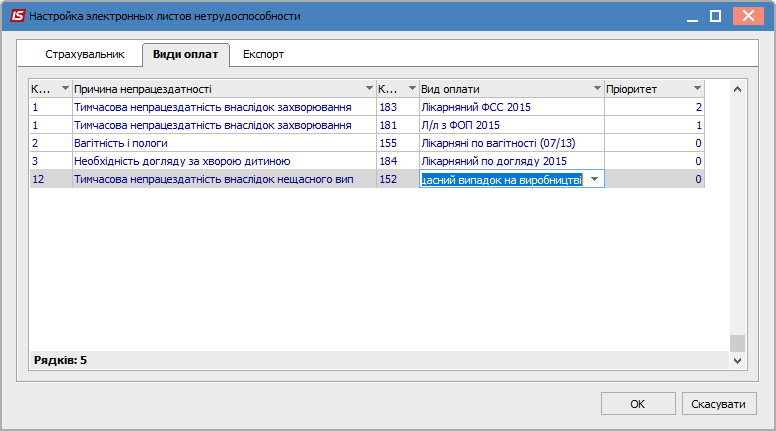 IS Настройка электронных листов нетрудоспособности
Страхувальник Види оплат Експорт
К... Причина непрацездатності К... Вид оплати Пріоритет
1 Тимчасова непрацездатність внаслідок захворювання 183 Лікарняний ФСС 2015 2
1 Тимчасова непрацездатність внаслідок захворювання 181 Л/л з ФОП 2015 1
2 Вагітність і пологи 155 Лікарняні по вагітності (07/13) 0
3 Необхідність догляду за хворою дитиною 184 Лікарняний по догляду 2015 0
12 Тимчасова непрацездатність внаслідок нещасного вип 152 щасний випадок на виробництві 0
Рядків: 5
OK Скасувати